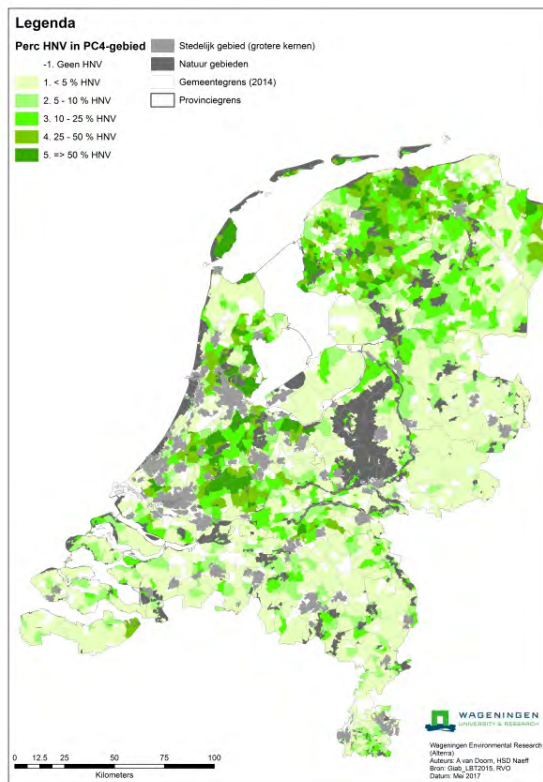 Legenda
Perc HNV in PC4-gebied
-1. Geen HNV
1. < 5 % HNV
2. 5 - 10 % HNV
3. 10 - 25 % HNV
4. 25 - 50 % HNV
5. => 50 % HNV
Stedelijk gebied (grotere kernen)
Natuur gebieden
Gemeentegrens (2014)
Provinciegrens
0 12.5 25 50 75 100
Kilometers
WAGENINGEN
UNIVERSITY & RESEARCH
Wageningen Environmental Research
(Alterra)
Auteurs: A van Doorn, HSD Naeff
Bron: Giab_LBT2015, RVO
Datum: Mei 2017